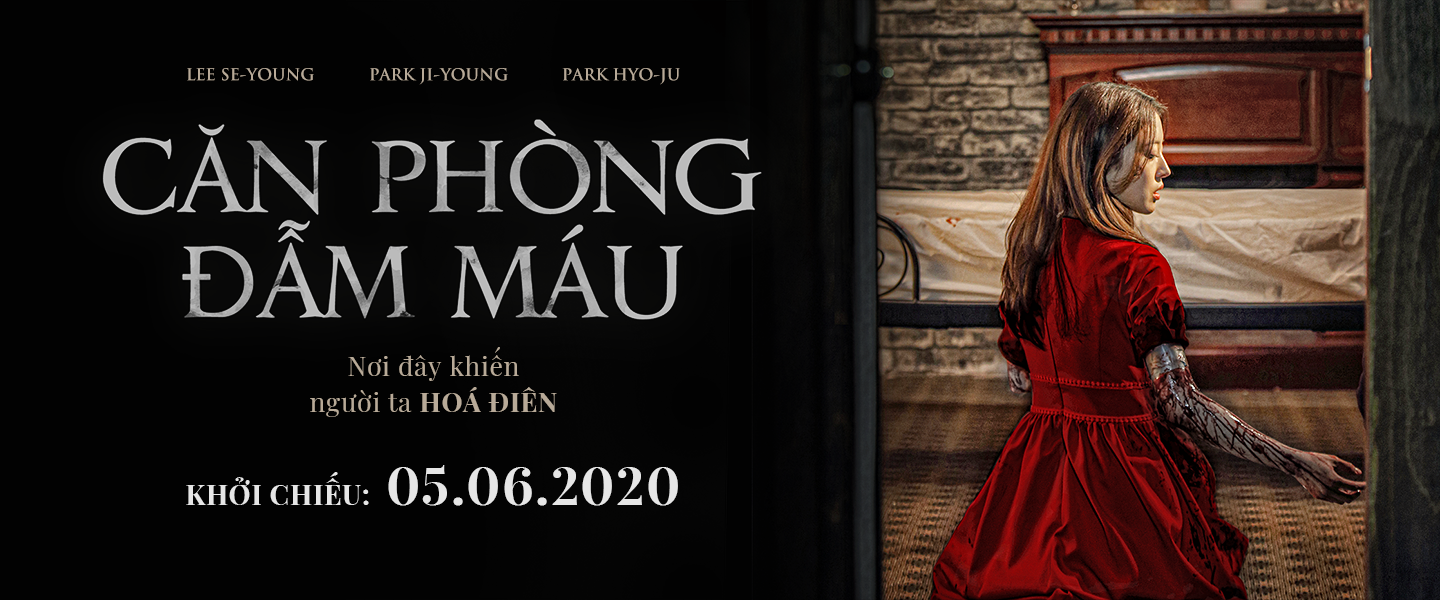 LEE SE-YOUNG PARK JI-YOUNG PARK HYO-JU
CĂN PHÒNG
ĐẪM MÁU
Nơi đây khiến
người ta HOÁ ĐIÊN
KHỞI CHIẾU: 05.06.2020